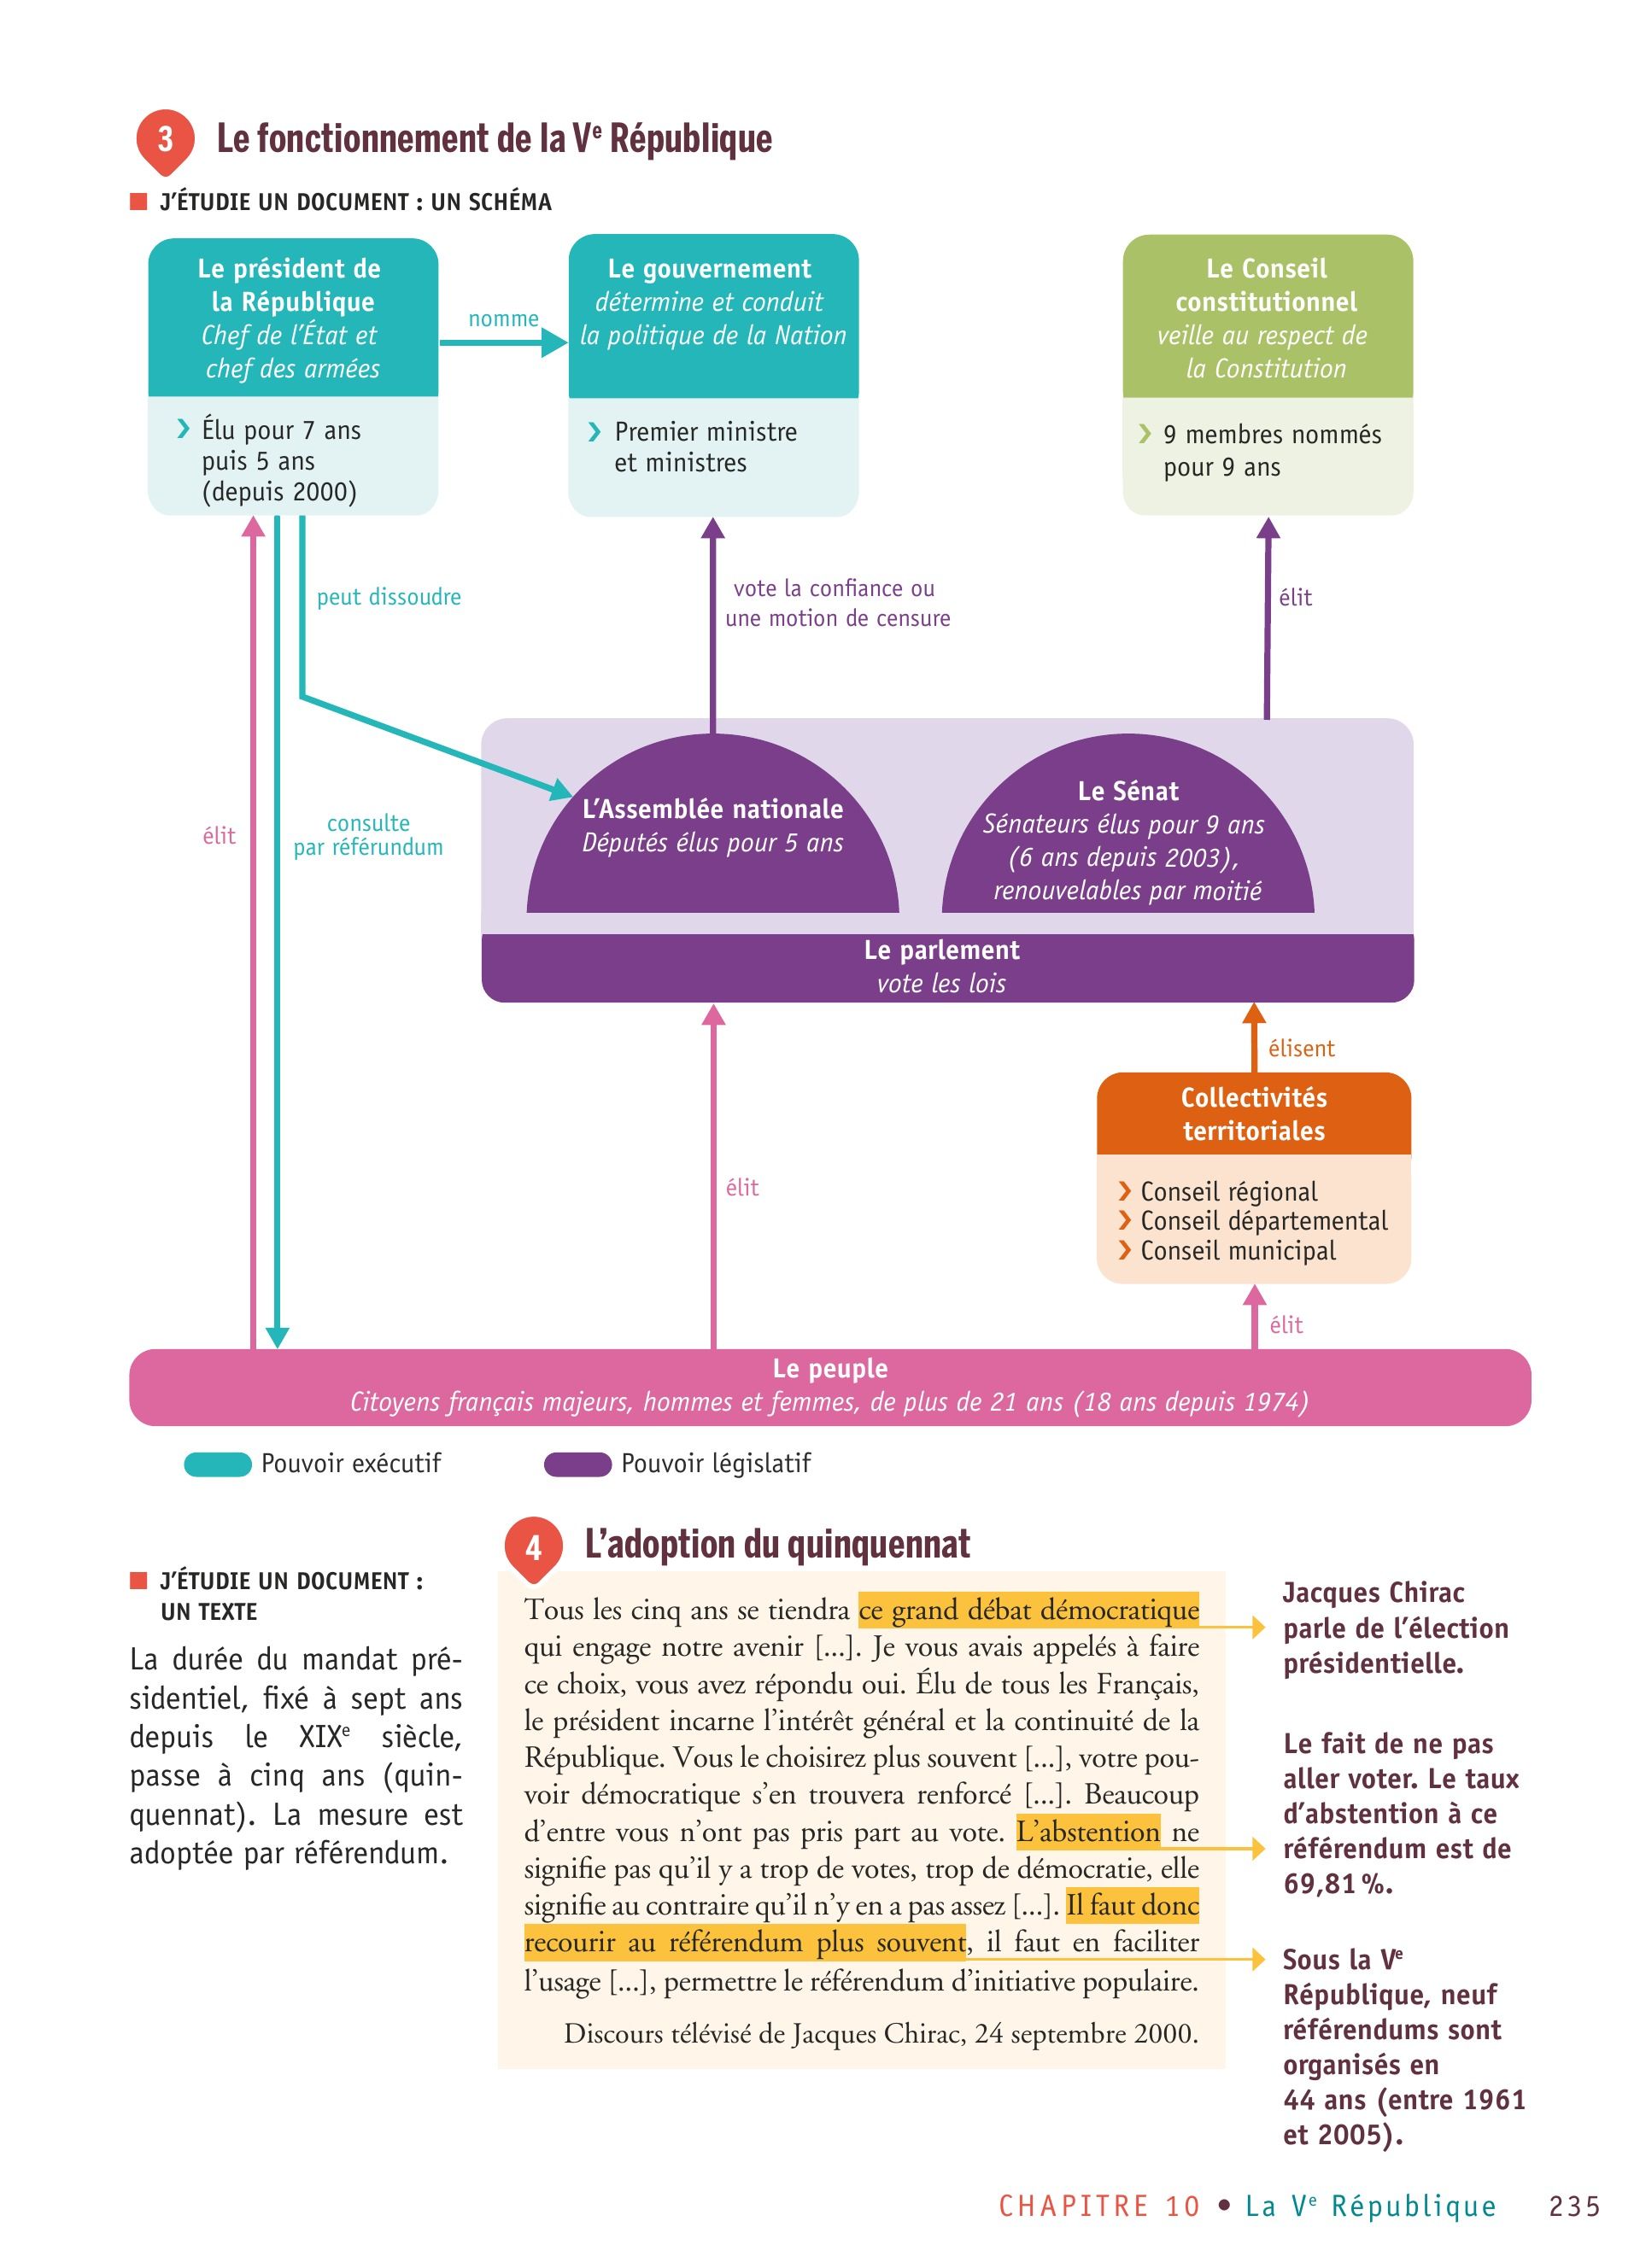 3
Le fonctionnement de la Ve République
J'ÉTUDIE UN DOCUMENT : UN SCHÉMA
Le président de
la République
Chef de l'État et
chef des armées
Élu pour 7 ans
puis 5 ans
(depuis 2000)
nomme
Le gouvernement
détermine et conduit
la politique de la Nation
Premier ministre
et ministres
Le Conseil
constitutionnel
veille au respect de
la Constitution
9 membres nommés
pour 9 ans
peut dissoudre
vote la confiance ou
une motion de censure
élit
élit
consulte
par référundum
L'Assemblée nationale
Députés élus pour 5 ans
Le Sénat
Sénateurs élus pour 9 ans
(6 ans depuis 2003),
renouvelables par moitié
Le parlement
vote les lois
élisent
Collectivités
territoriales
Conseil régional
Conseil départemental
Conseil municipal
élit
élit
Le peuple
Citoyens français majeurs, hommes et femmes, de plus de 21 ans (18 ans depuis 1974)
Pouvoir exécutif
Pouvoir législatif
J'ÉTUDIE UN DOCUMENT :
UN TEXTE
La durée du mandat pré-
sidentiel, fixé à sept ans
depuis le XIXe siècle,
passe à cinq ans (quin-
quennat). La mesure est
adoptée par référendum.
4
L'adoption du quinquennat
Tous les cinq ans se tiendra ce grand débat démocratique
qui engage notre avenir [...]. Je vous avais appelés à faire
ce choix, vous avez répondu oui. Élu de tous les Français,
le président incarne l'intérêt général et la continuité de la
République. Vous le choisirez plus souvent [...], votre pou-
voir démocratique s'en trouvera renforcé [...]. Beaucoup
d'entre vous n'ont pas pris part au vote. L'abstention ne
signifie pas qu'il y a trop de votes, trop de démocratie, elle
signifie au contraire qu'il n'y en a pas assez [...]. Il faut donc
recourir au référendum plus souvent, il faut en faciliter
l'usage [...], permettre le référendum d'initiative populaire.
Discours télévisé de Jacques Chirac, 24 septembre 2000.
Jacques Chirac
parle de l'élection
présidentielle.
Le fait de ne pas
aller voter. Le taux
d'abstention à ce
référendum est de
69,81 %.
Sous la Ve
République, neuf
référendums sont
organisés en
44 ans (entre 1961
et 2005).
CHAPITRE 10 • La Ve République 235